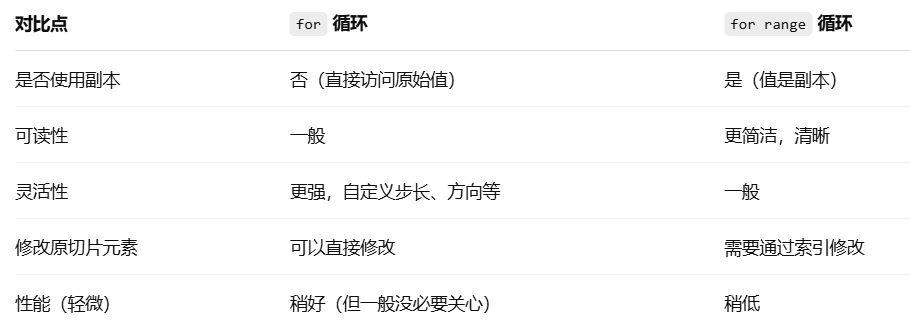 对比点 for 循环 for range 循环
是否使用副本 否（直接访问原始值） 是（值是副本）
可读性 一般 更简洁，清晰
灵活性 更强，自定义步长、方向等 一般
修改原切片元素 可以直接修改 需要通过索引修改
性能（轻微） 稍好（但一般没必要关心） 稍低